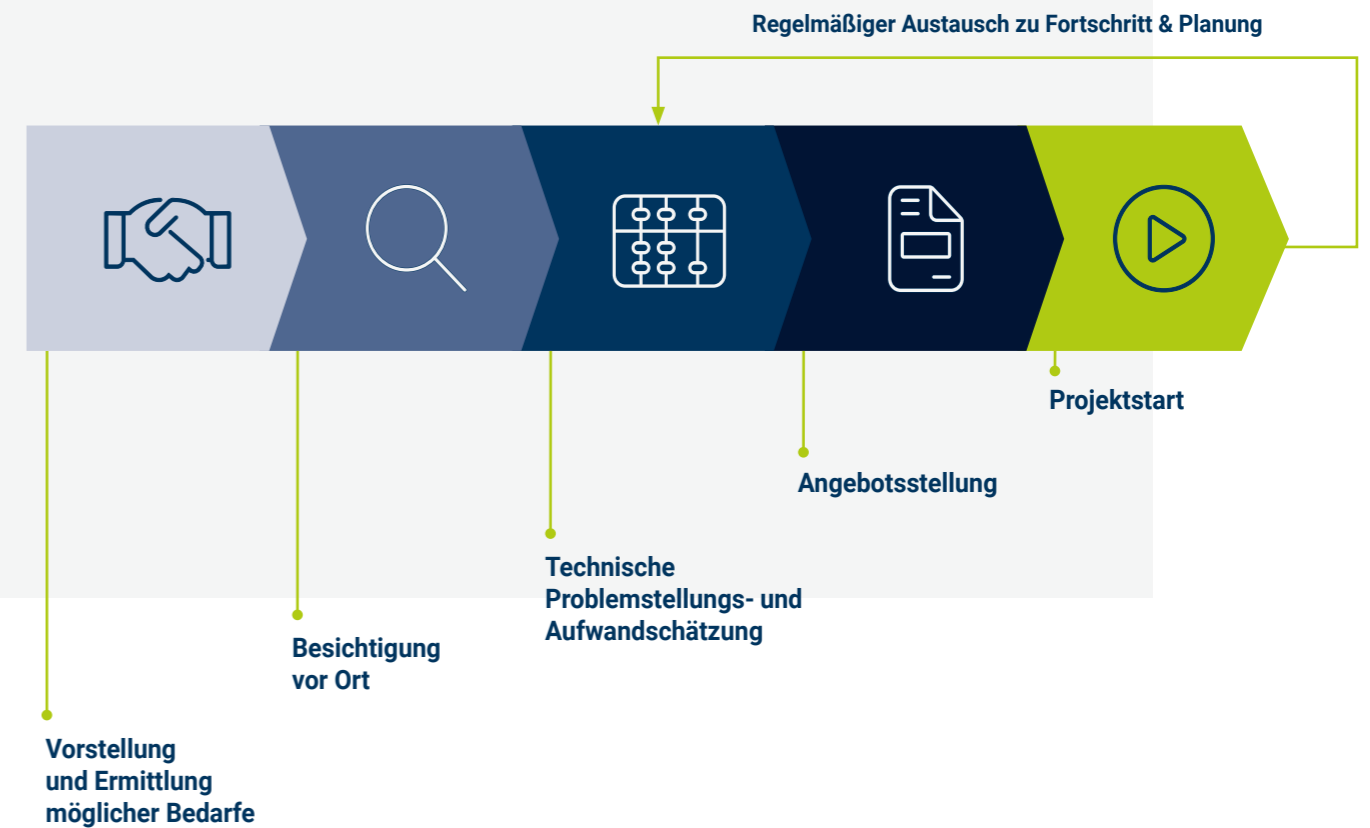 Regelmäßiger Austausch zu Fortschritt & Planung
Vorstellung
und Ermittlung
möglicher Bedarfe
Besichtigung
vor Ort
Technische
Problemstellungs- und
Aufwandschätzung
Angebotsstellung
Projektstart